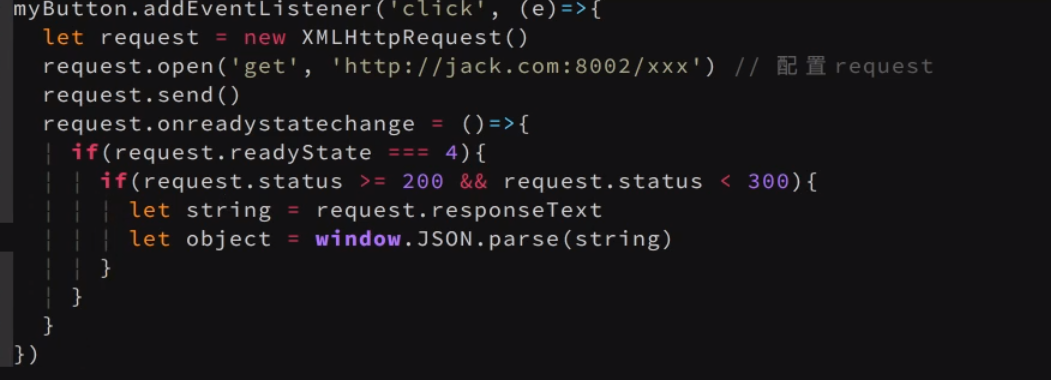 myButton.addEventListener('click', (e)=>{
  let request = new XMLHttpRequest()
  request.open('get', 'http://jack.com:8002/xxx') // 配置request
  request.send()
  request.onreadystatechange = ()=>{
    if(request.readyState === 4){
      if(request.status >= 200 && request.status < 300){
        let string = request.responseText
        let object = window.JSON.parse(string)
      }
    }
  }
})